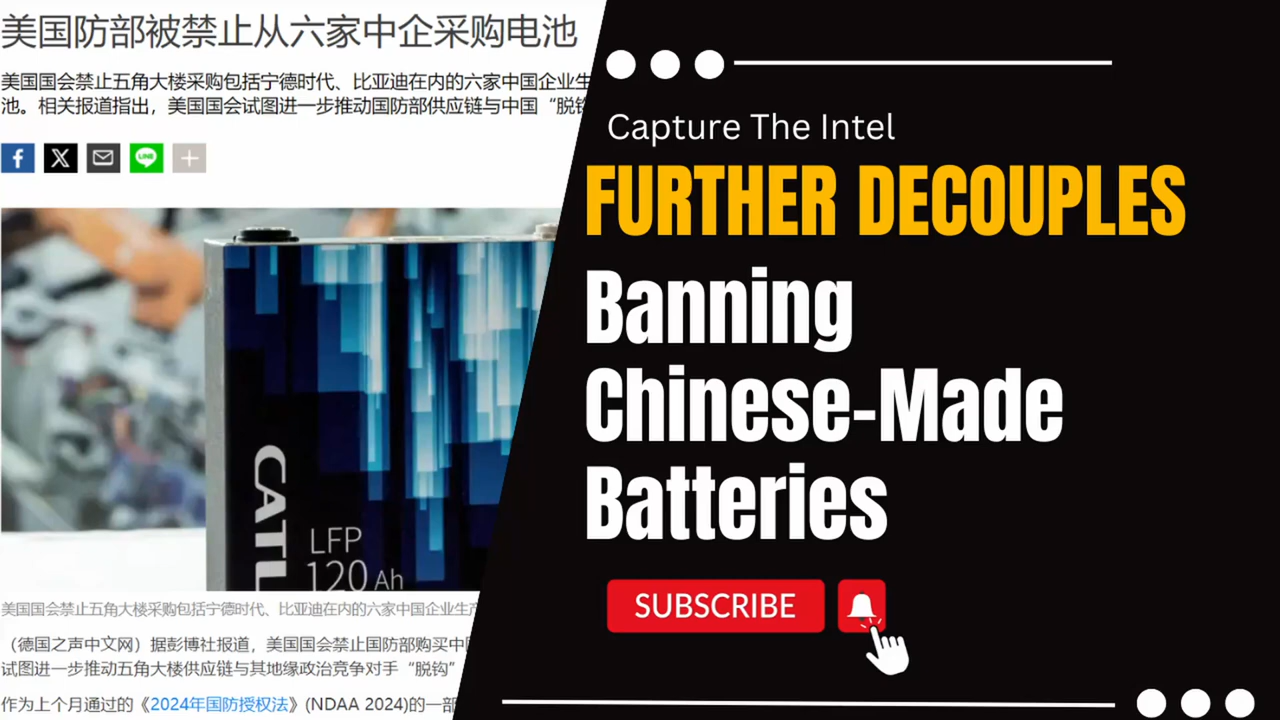 美国防部被禁止从六家中企采购电池
美国国会禁止五角大楼采购包括宁德时代、比亚迪在内的六家中国企业生
池。相关报道指出，美国国会试图进一步推动国防部供应链与中国“脱钩
CATL
LFP
120 Ah
美国国会禁止五角大楼采购包括宁德时代、比亚迪在内的六家中国企业生产
（德国之声中文网）据彭博社报道，美国国会禁止国防部购买中国
试图进一步推动五角大楼供应链与其地缘政治竞争对手“脱钩”
作为上个月通过的《2024年国防授权法》(NDAA 2024)的一部
Capture The Intel
FURTHER DECOUPLES
Banning
Chinese-Made
Batteries
SUBSCRIBE